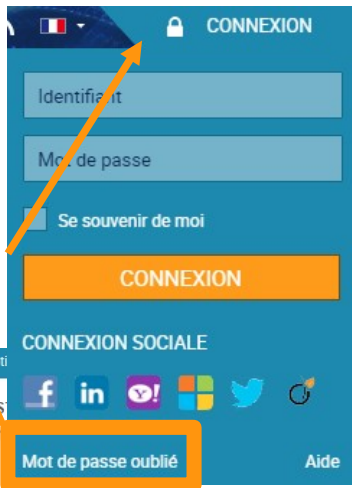 CONNEXION
Identifiant
Mot de passe
Se souvenir de moi
CONNEXION
CONNEXION SOCIALE
Mot de passe oublié
Aide